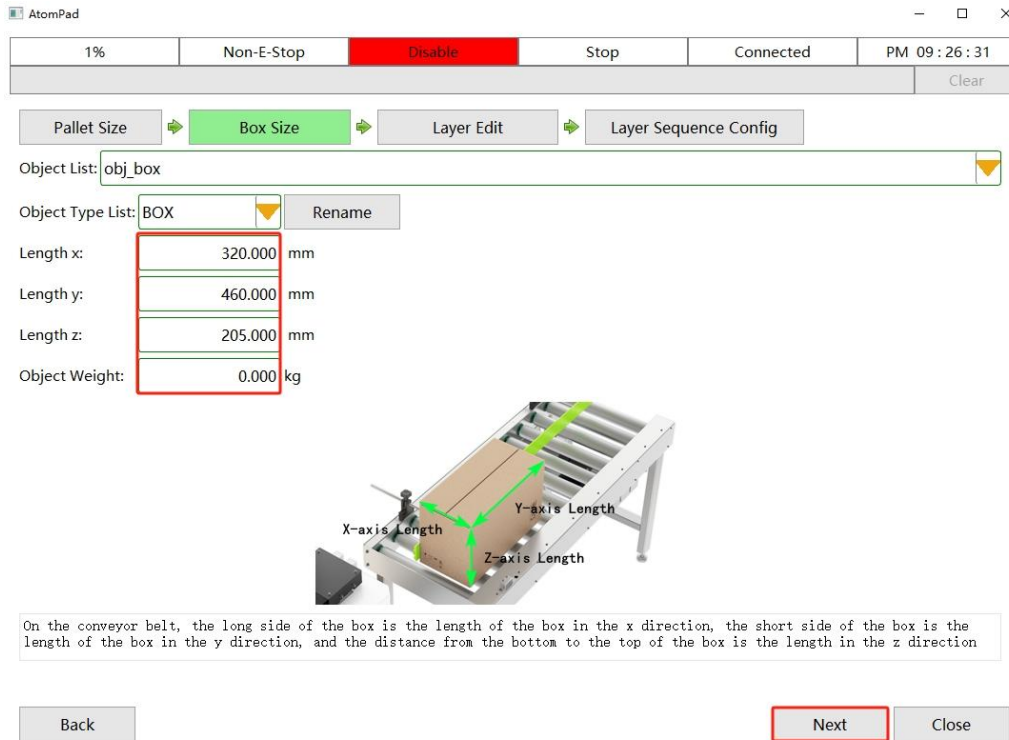 AtomPad
1% Non-E-Stop Disable Stop Connected PM 09 : 26 : 31
Clear
Pallet Size Box Size Layer Edit Layer Sequence Config
Object List: obj_box
Object Type List: BOX Rename
Length x: 320.000 mm
Length y: 460.000 mm
Length z: 205.000 mm
Object Weight: 0.000 kg
Y-axis Length
X-axis Length
Z-axis Length
On the conveyor belt, the long side of the box is the length of the box in the x direction, the short side of the box is the
length of the box in the y direction, and the distance from the bottom to the top of the box is the length in the z direction
Back Next Close